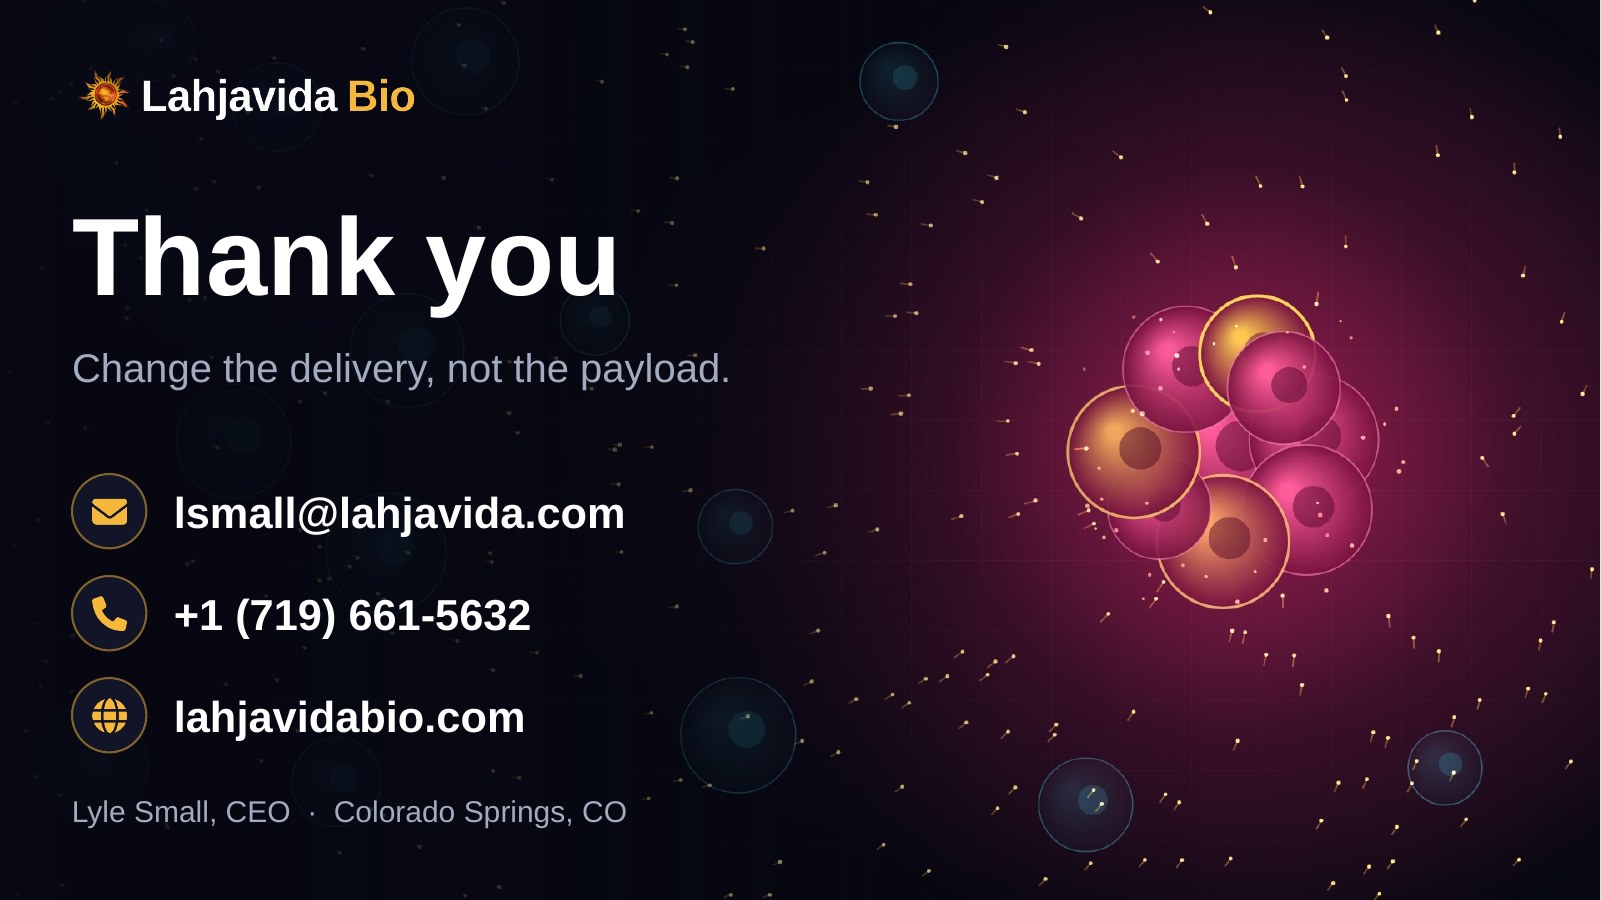 Lahjavida Bio
Thank you
Change the delivery, not the payload.
lsmall@lahjavida.com
+1 (719) 661-5632
lahjavidabio.com
Lyle Small, CEO · Colorado Springs, CO